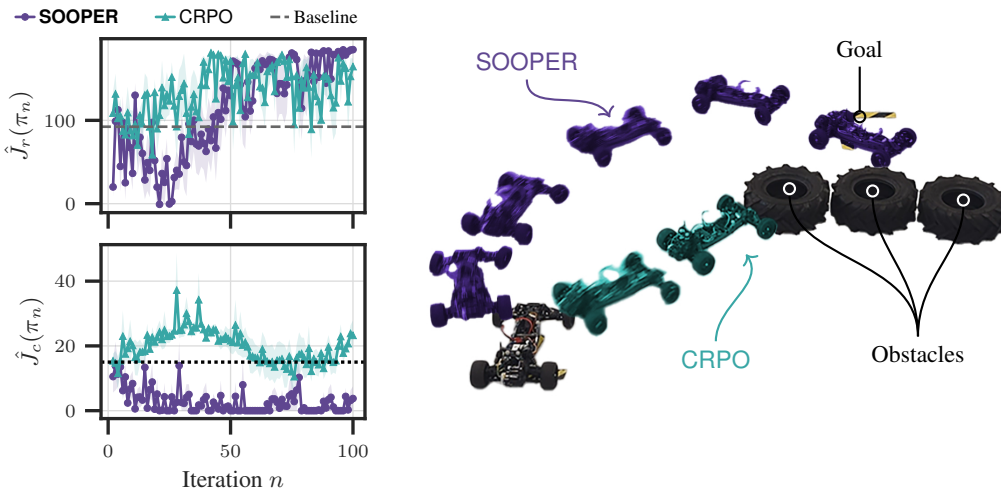 SOOPER CRPO Baseline
Ĵr(πn)
100
0
Ĵc(πn)
40
20
0
0 50 100
Iteration n
SOOPER
Goal
CRPO
Obstacles